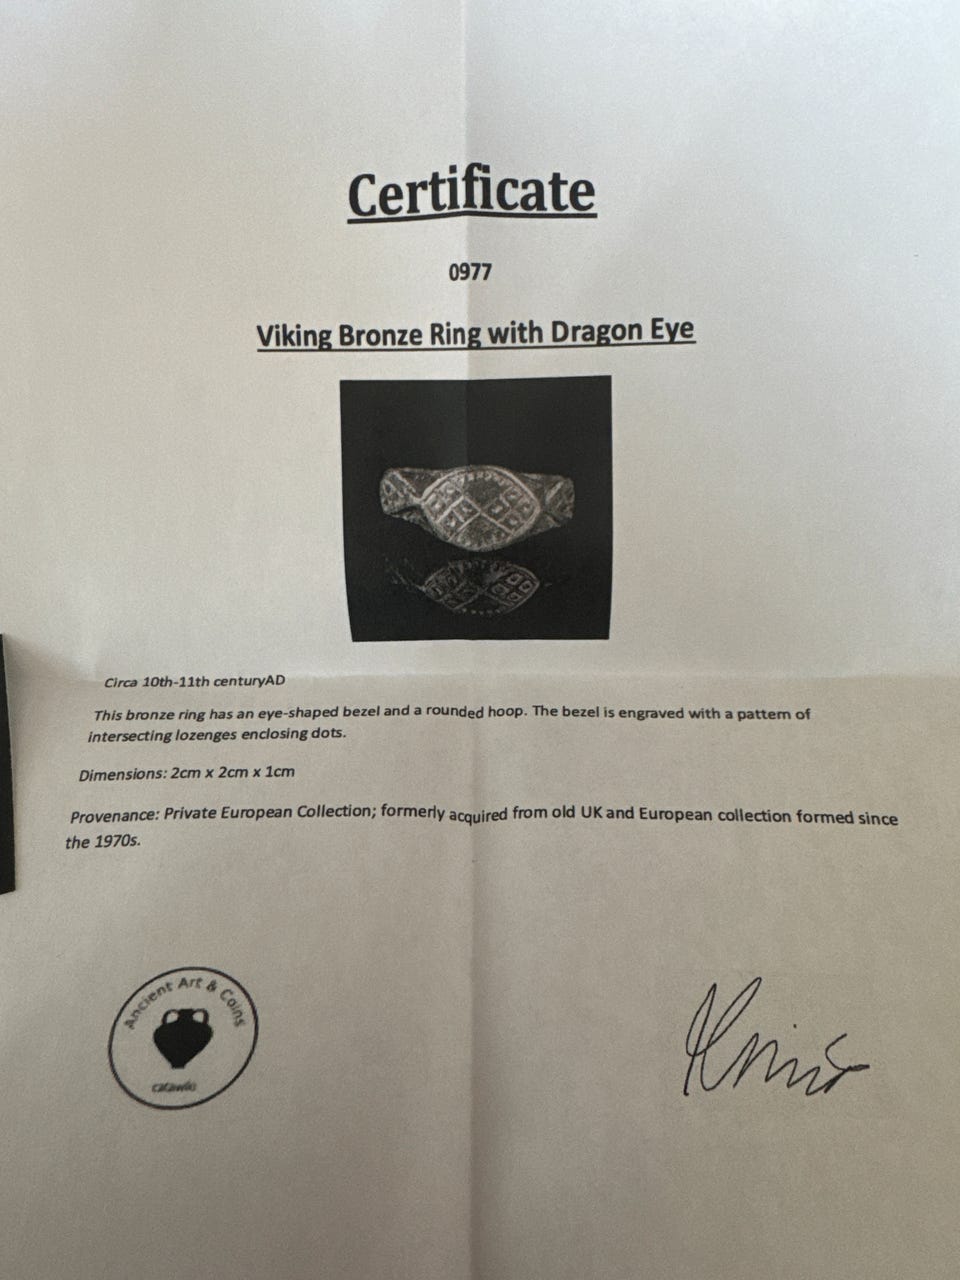 Certificate
0977
Viking Bronze Ring with Dragon Eye
Circa 10th-11th centuryAD
This bronze ring has an eye-shaped bezel and a rounded hoop. The bezel is engraved with a pattern of
intersecting lozenges enclosing dots.
Dimensions: 2cm x 2cm x 1cm
Provenance: Private European Collection; formerly acquired from old UK and European collection formed since
the 1970s.
Ancient Art & Coins
catawiki